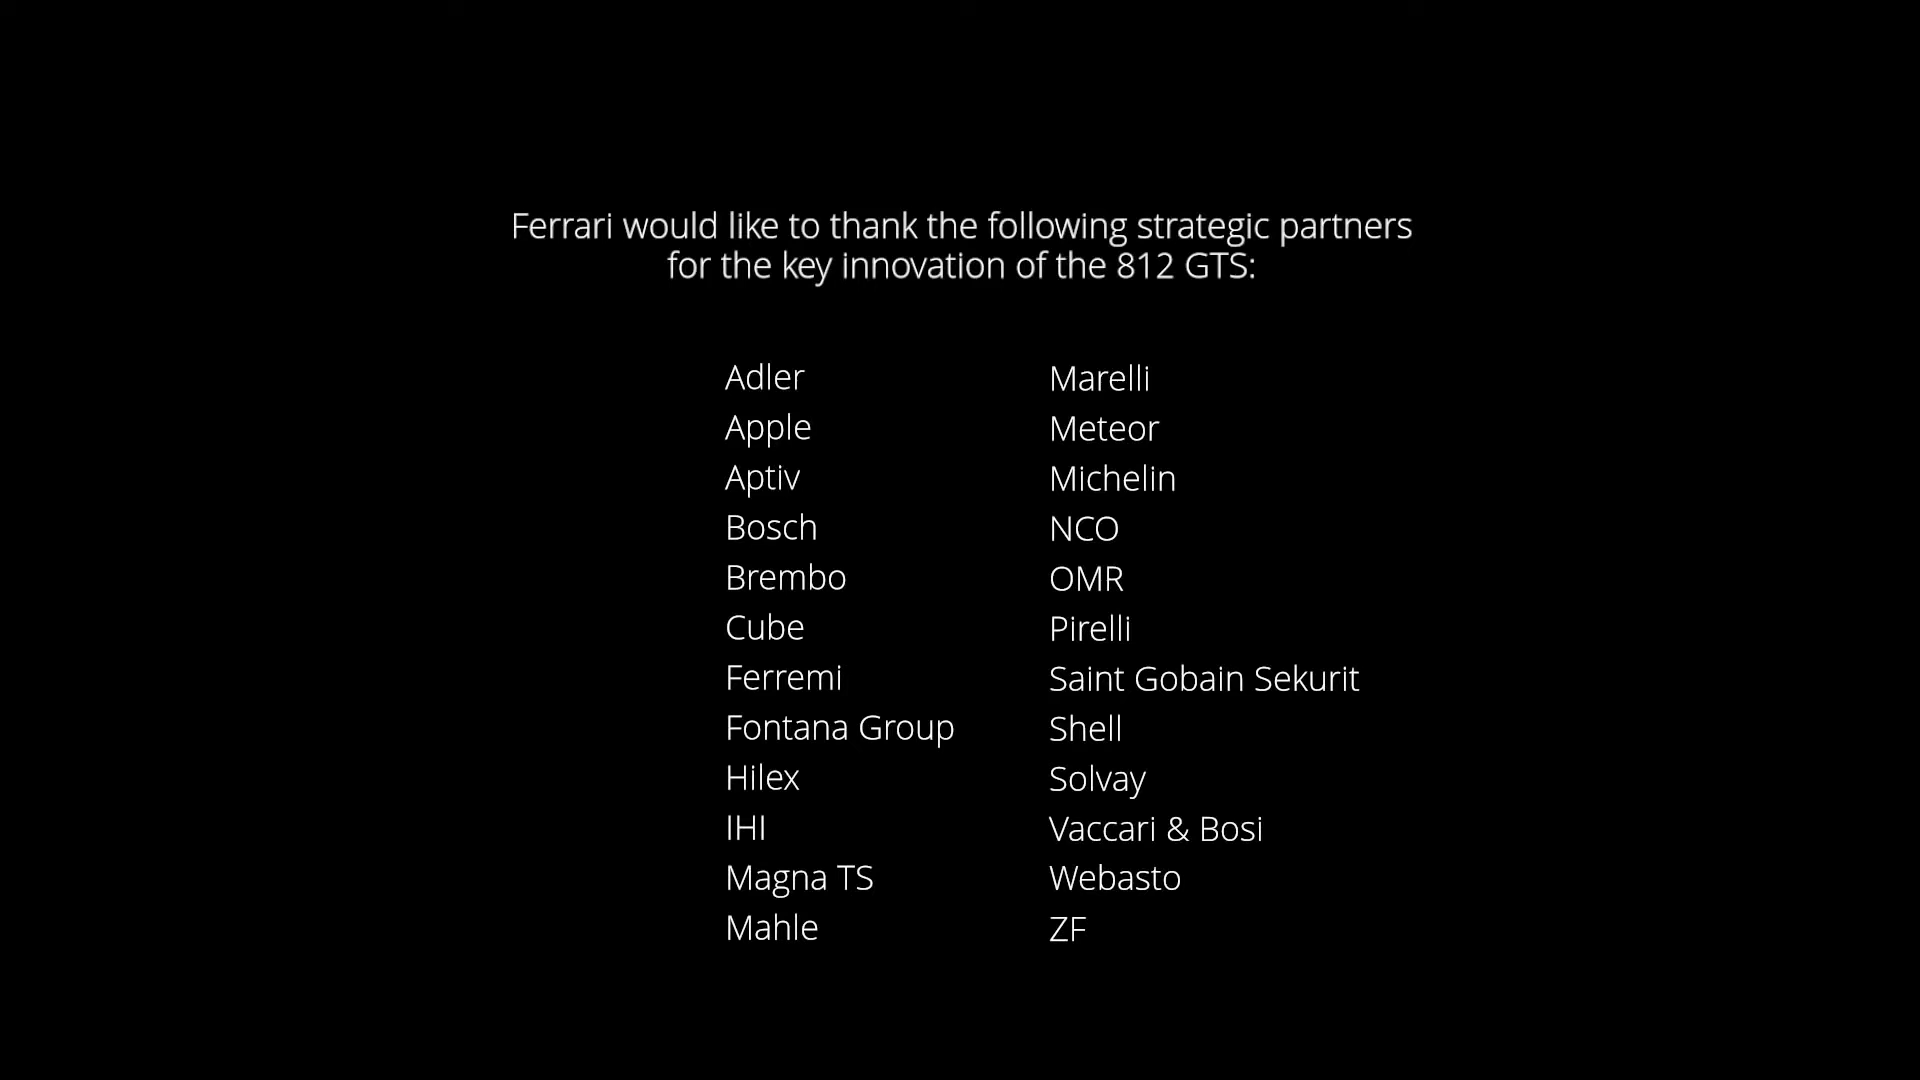 Ferrari would like to thank the following strategic partners
for the key innovation of the 812 GTS:
Adler
Apple
Aptiv
Bosch
Brembo
Cube
Ferremi
Fontana Group
Hilex
IHI
Magna TS
Mahle
Marelli
Meteor
Michelin
NCO
OMR
Pirelli
Saint Gobain Sekurit
Shell
Solvay
Vaccari & Bosi
Webasto
ZF